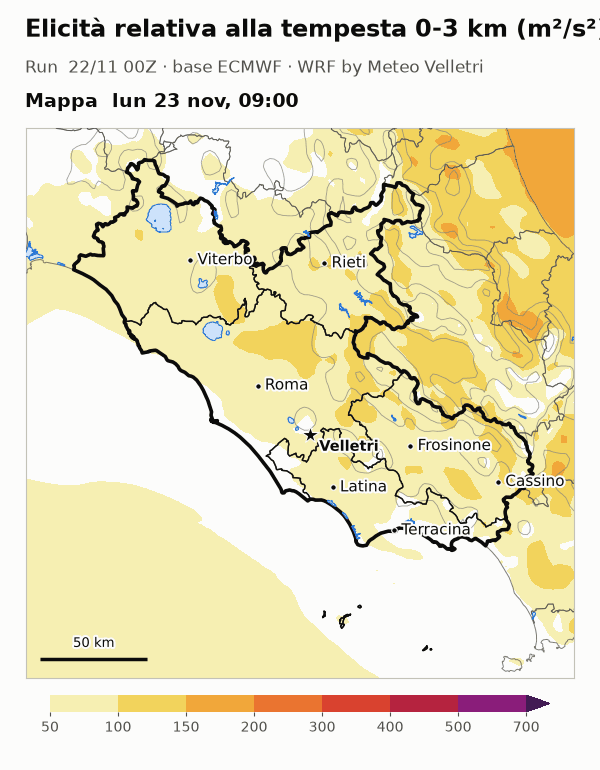 Elicità relativa alla tempesta 0-3 km (m²/s²)
Run 22/11 00Z · base ECMWF · WRF by Meteo Velletri
Mappa lun 23 nov, 09:00
Viterbo
Rieti
Roma
Velletri
Frosinone
Latina
Cassino
Terracina
50 km
50 100 150 200 300 400 500 700